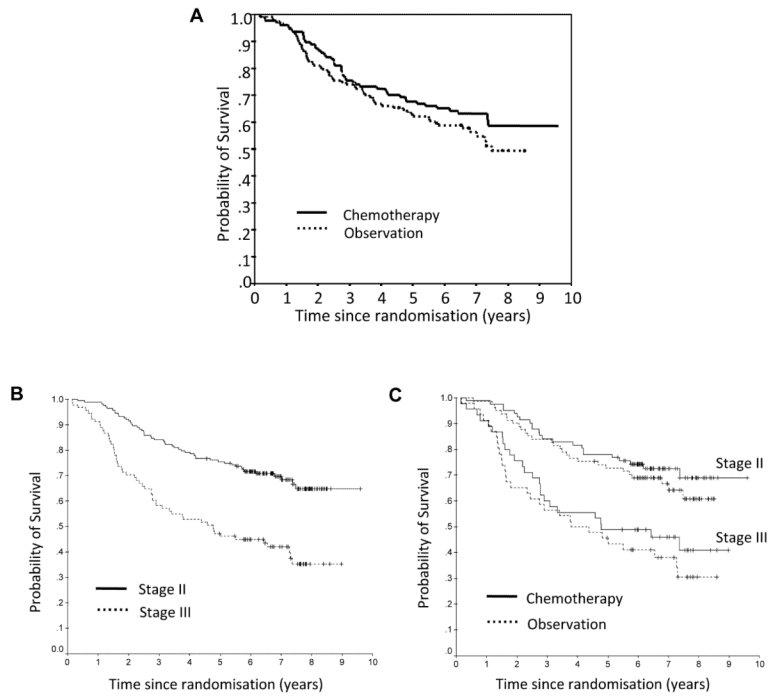 A
Probability of Survival
1.0
.9
.8
.7
.6
.5
.4
.3
.2
.1
.0
Chemotherapy
Observation
0 1 2 3 4 5 6 7 8 9 10
Time since randomisation (years)
B
Probability of Survival
1.0
.9
.8
.7
.6
.5
.4
.3
.2
.1
0.0
Stage II
Stage III
0 1 2 3 4 5 6 7 8 9 10
Time since randomisation (years)
C
Probability of Survival
1.0
.9
.8
.7
.6
.5
.4
.3
.2
.1
.0
Stage II
Stage III
Chemotherapy
Observation
0 1 2 3 4 5 6 7 8 9 10
Time since randomisation (years)